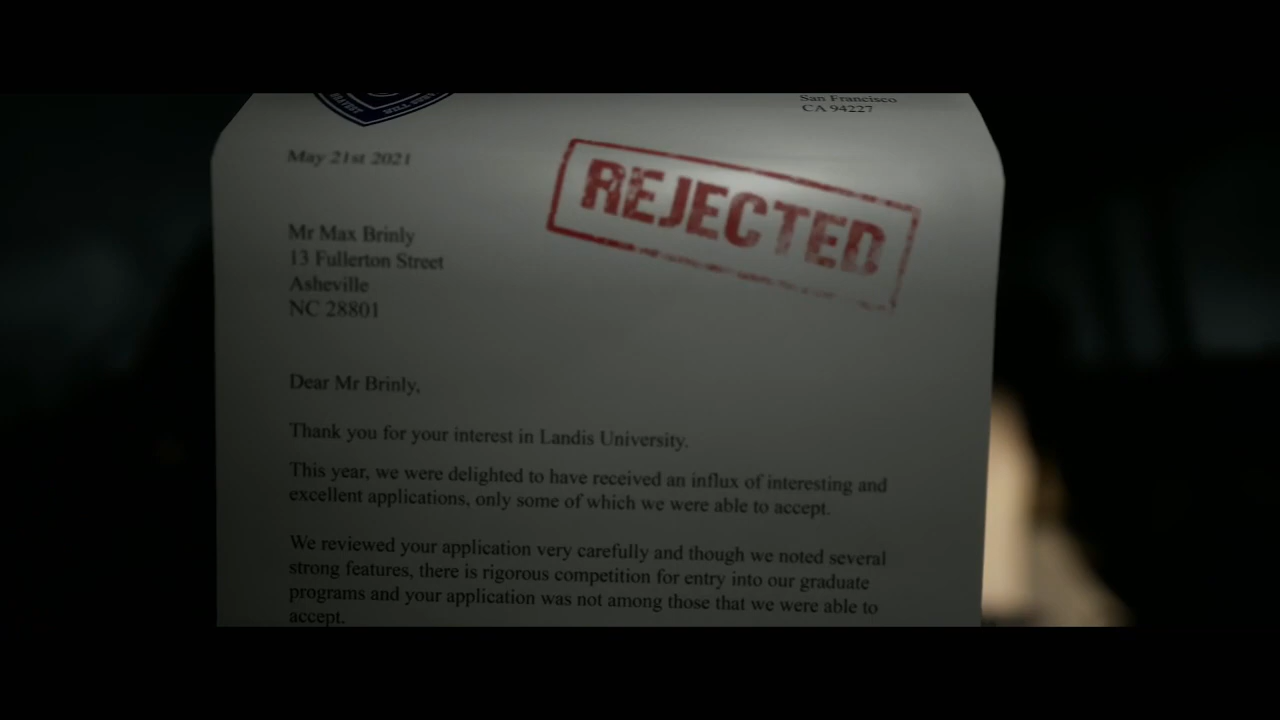 San Francisco
CA 94227
May 21st 2021
REJECTED
Mr Max Brinly
13 Fullerton Street
Asheville
NC 28801
Dear Mr Brinly,
Thank you for your interest in Landis University.
This year, we were delighted to have received an influx of interesting and
excellent applications, only some of which we were able to accept.
We reviewed your application very carefully and though we noted several
strong features, there is rigorous competition for entry into our graduate
programs and your application was not among those that we were able to
accept.